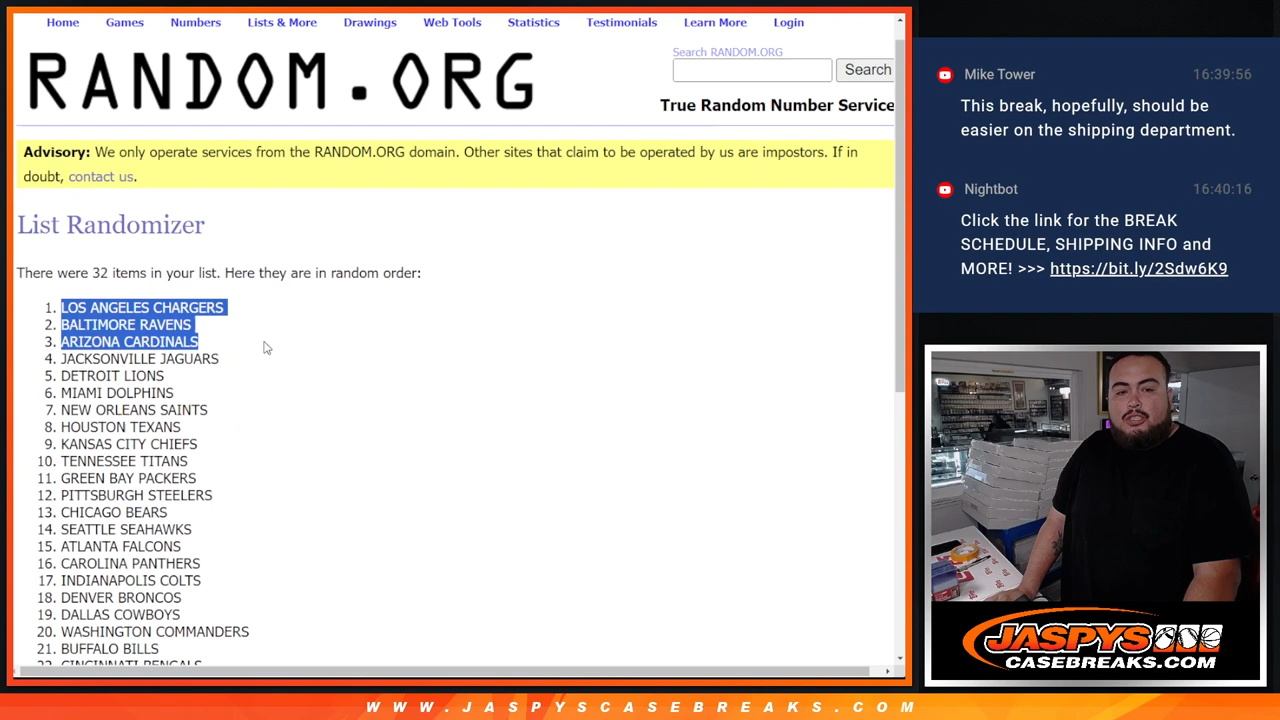 Home Games Numbers Lists & More Drawings Web Tools Statistics Testimonials Learn More Login
RANDOM.ORG
Search RANDOM.ORG
Search
True Random Number Service
Advisory: We only operate services from the RANDOM.ORG domain. Other sites that claim to be operated by us are impostors. If in
doubt, contact us.
List Randomizer
There were 32 items in your list. Here they are in random order:
1. LOS ANGELES CHARGERS
2. BALTIMORE RAVENS
3. ARIZONA CARDINALS
4. JACKSONVILLE JAGUARS
5. DETROIT LIONS
6. MIAMI DOLPHINS
7. NEW ORLEANS SAINTS
8. HOUSTON TEXANS
9. KANSAS CITY CHIEFS
10. TENNESSEE TITANS
11. GREEN BAY PACKERS
12. PITTSBURGH STEELERS
13. CHICAGO BEARS
14. SEATTLE SEAHAWKS
15. ATLANTA FALCONS
16. CAROLINA PANTHERS
17. INDIANAPOLIS COLTS
18. DENVER BRONCOS
19. DALLAS COWBOYS
20. WASHINGTON COMMANDERS
21. BUFFALO BILLS
22. CINCINNATI BENGALS
Mike Tower 16:39:56
This break, hopefully, should be
easier on the shipping department.
Nightbot 16:40:16
Click the link for the BREAK
SCHEDULE, SHIPPING INFO and
MORE! >>> https://bit.ly/2Sdw6K9
JASPYS
CASEBREAKS.COM
WWW.JASPYSCASEBREAKS.COM